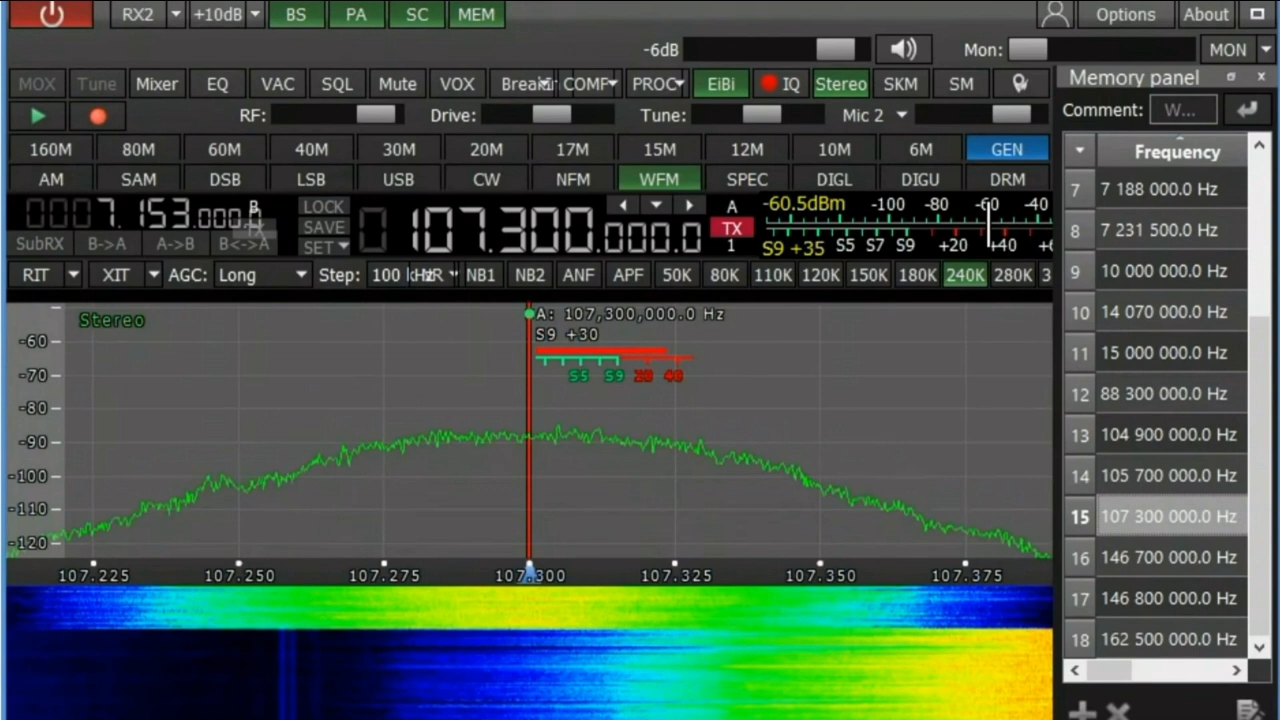 RX2 +10dB BS PA SC MEM Options About
-6dB Mon: MON
MOX Tune Mixer EQ VAC SQL Mute VOX COMP PROC EiBi IQ Stereo SKM SM Memory panel
RF: Drive: Tune: Mic 2 Comment: W...
160M 80M 60M 40M 30M 20M 17M 15M 12M 10M 6M GEN Frequency
AM SAM DSB LSB USB CW NFM WFM SPEC DIGL DIGU DRM
7 7 188 000.0 Hz
8 7 231 500.0 Hz
9 10 000 000.0 Hz
10 14 070 000.0 Hz
11 15 000 000.0 Hz
12 88 300 000.0 Hz
13 104 900 000.0 Hz
14 105 700 000.0 Hz
15 107 300 000.0 Hz
16 146 700 000.0 Hz
17 146 800 000.0 Hz
18 162 500 000.0 Hz
0007.153.000 B LOCK 0107.300.000.0 A -60.5dBm -100 -80 -60 -40
SAVE TX
SubRX B->A A->B B<->A SET 1 S9 +35 S5 S7 S9 +20 +40
RIT XIT AGC: Long Step: 100 kHz NB1 NB2 ANF APF 50K 80K 110K 120K 150K 180K 240K 280K
Stereo A: 107,300,000.0 Hz
S9 +30
S5 S9 20 40
-60
-70
-80
-90
-100
-110
-120
107.225 107.250 107.275 107.300 107.325 107.350 107.375